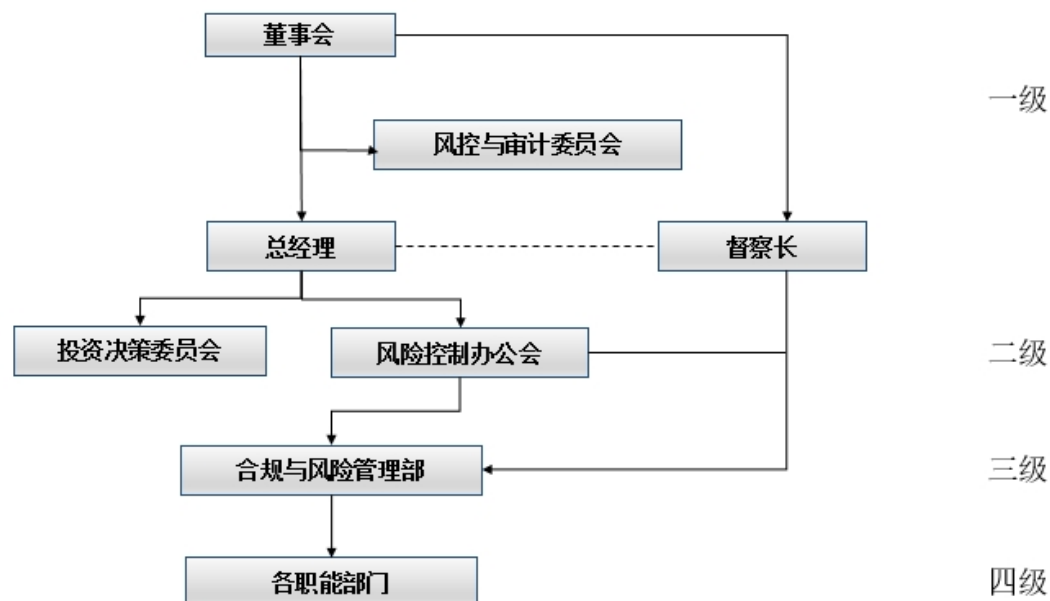 董事会
一级
风控与审计委员会
总经理
督察长
投资决策委员会
风险控制办公会
二级
合规与风险管理部
三级
各职能部门
四级